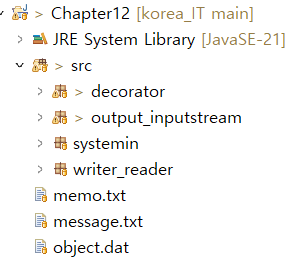 > Chapter12 [korea_IT main]
> JRE System Library [JavaSE-21]
> src
> > decorator
> > output_inputstream
> systemin
> writer_reader
memo.txt
message.txt
object.dat